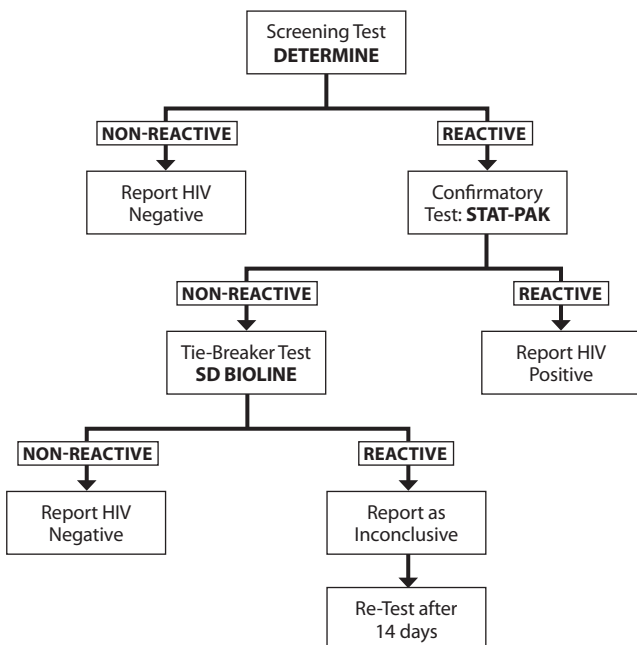 Screening Test
DETERMINE
NON-REACTIVE
REACTIVE
Report HIV
Negative
Confirmatory
Test: STAT-PAK
NON-REACTIVE
REACTIVE
Tie-Breaker Test
SD BIOLINE
Report HIV
Positive
NON-REACTIVE
REACTIVE
Report HIV
Negative
Report as
Inconclusive
Re-Test after
14 days